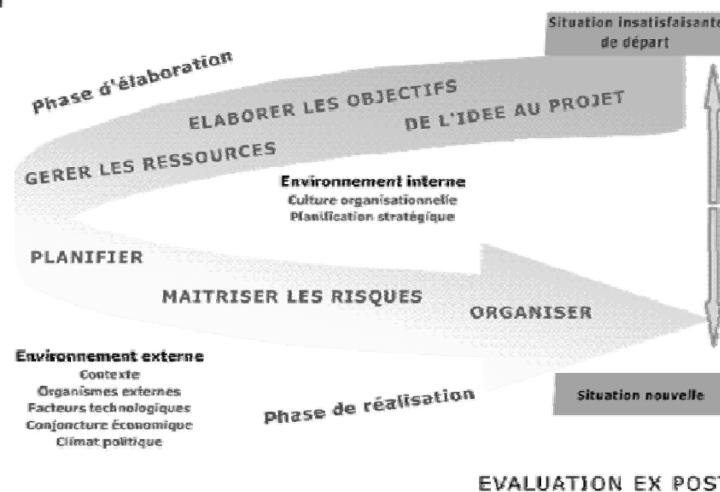 Situation insatisfaisante
de départ
Phase d'élaboration
ELABORER LES OBJECTIFS
DE L'IDEE AU PROJET
GERER LES RESSOURCES
Environnement interne
Culture organisationnelle
Planification stratégique
PLANIFIER
MAITRISER LES RISQUES
ORGANISER
Environnement externe
Contexte
Organismes externes
Facteurs technologiques
Conjoncture économique
Climat politique
Phase de réalisation
Situation nouvelle
EVALUATION EX POST